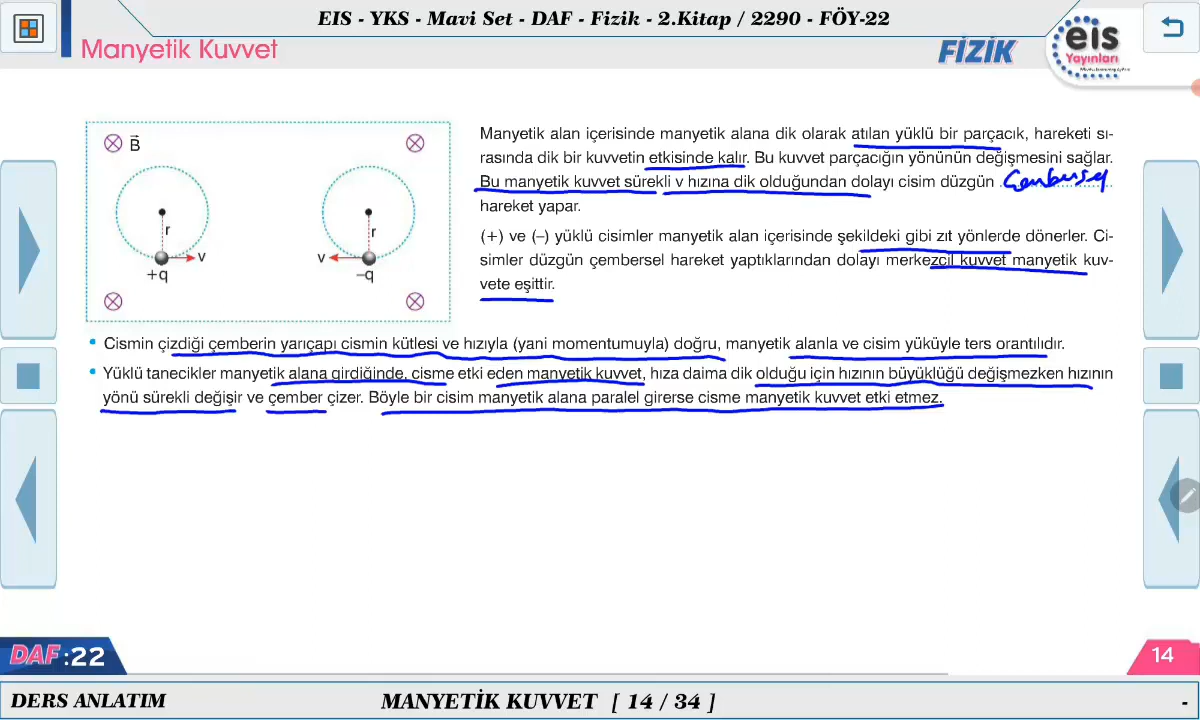 EIS - YKS - Mavi Set - DAF - Fizik - 2.Kitap / 2290 - FÖY-22
Manyetik Kuvvet
FİZİK
eis
Yayınları
B
r
v
+q
r
v
–q
Manyetik alan içerisinde manyetik alana dik olarak atılan yüklü bir parçacık, hareketi sı-
rasında dik bir kuvvetin etkisinde kalır. Bu kuvvet parçacığın yönünün değişmesini sağlar.
Bu manyetik kuvvet sürekli v hızına dik olduğundan dolayı cisim düzgün çembersel
hareket yapar.
(+) ve (–) yüklü cisimler manyetik alan içerisinde şekildeki gibi zıt yönlerde dönerler. Ci-
simler düzgün çembersel hareket yaptıklarından dolayı merkezcil kuvvet manyetik kuv-
vete eşittir.
• Cismin çizdiği çemberin yarıçapı cismin kütlesi ve hızıyla (yani momentumuyla) doğru, manyetik alanla ve cisim yüküyle ters orantılıdır.
• Yüklü tanecikler manyetik alana girdiğinde, cisme etki eden manyetik kuvvet, hıza daima dik olduğu için hızının büyüklüğü değişmezken hızının
yönü sürekli değişir ve çember çizer. Böyle bir cisim manyetik alana paralel girerse cisme manyetik kuvvet etki etmez.
DAF :22
14
DERS ANLATIM
MANYETİK KUVVET [ 14 / 34 ]
-